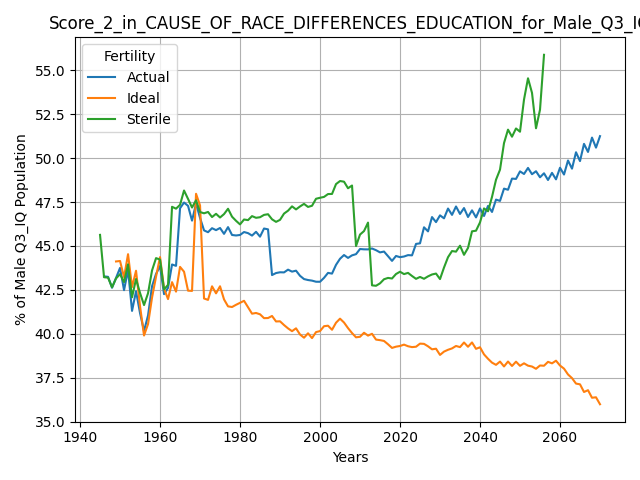 Score_2_in_CAUSE_OF_RACE_DIFFERENCES_EDUCATION_for_Male_Q3_IQ
Fertility
Actual
Ideal
Sterile
% of Male Q3_IQ Population
55.0
52.5
50.0
47.5
45.0
42.5
40.0
37.5
35.0
1940
1960
1980
2000
2020
2040
2060
Years